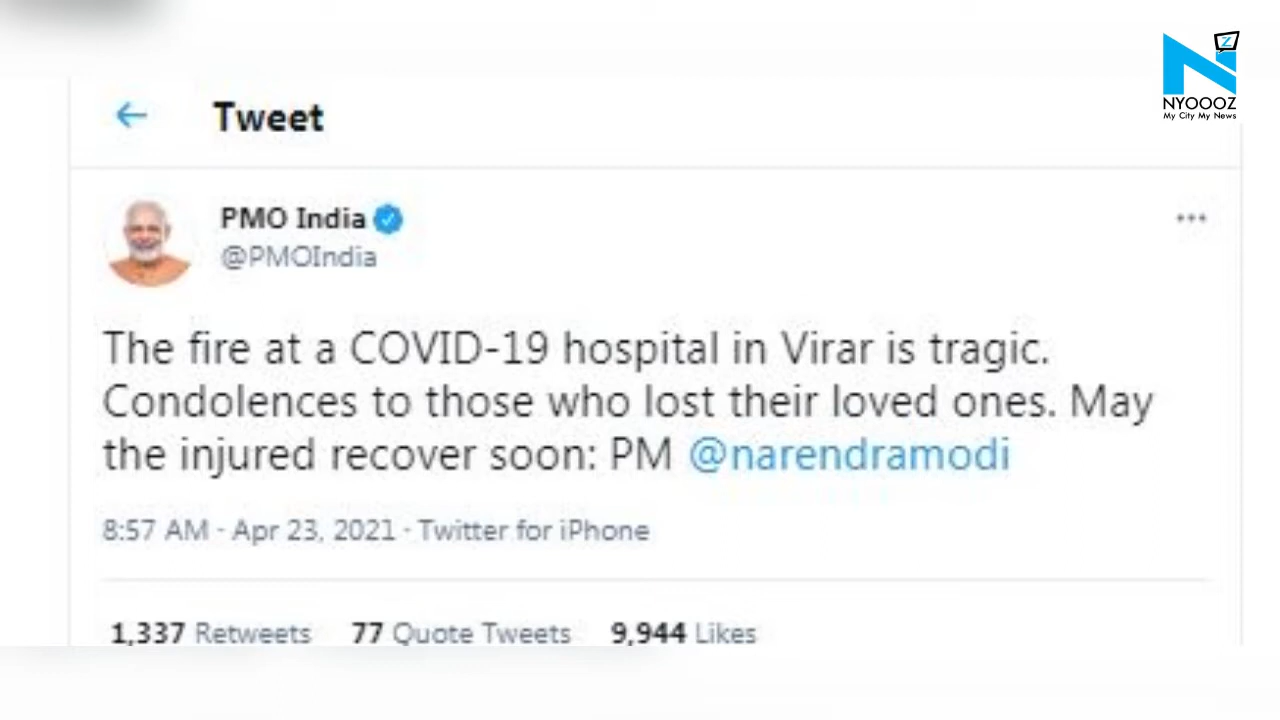 NYOOOZ
My City My News
Tweet
PMO India
@PMOIndia
The fire at a COVID-19 hospital in Virar is tragic.
Condolences to those who lost their loved ones. May
the injured recover soon: PM @narendramodi
8:57 AM · Apr 23, 2021 · Twitter for iPhone
1,337 Retweets 77 Quote Tweets 9,944 Likes